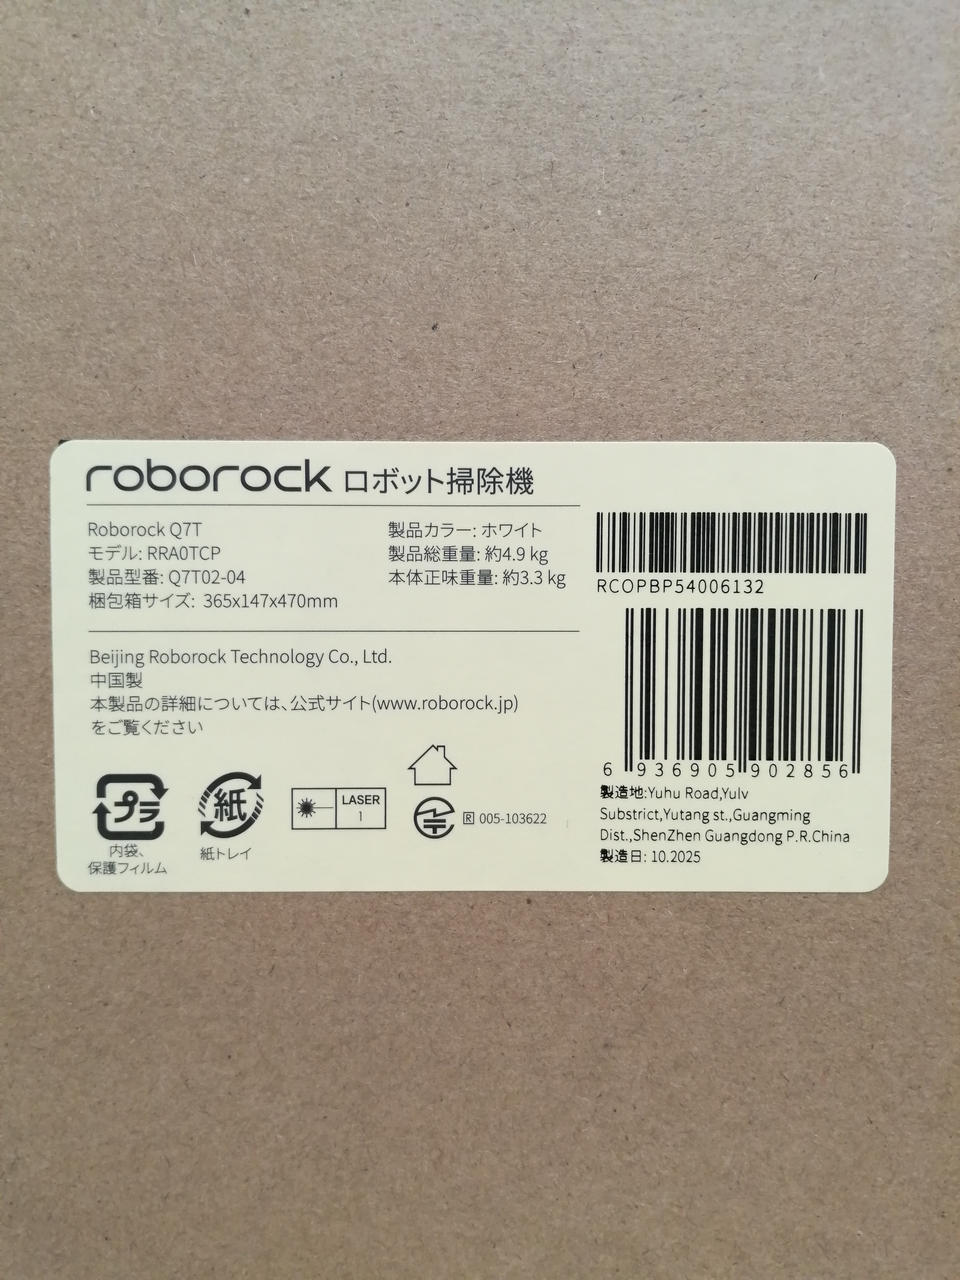 roborock ロボット掃除機
Roborock Q7T
モデル: RRA0TCP
製品型番: Q7T02-04
梱包箱サイズ: 365x147x470mm
製品カラー: ホワイト
製品総重量: 約4.9 kg
本体正味重量: 約3.3 kg
RCOPBP54006132
Beijing Roborock Technology Co., Ltd.
中国製
本製品の詳細については、公式サイト(www.roborock.jp)
をご覧ください
6 936905 902856
製造地:Yuhu Road,Yulv
Substrict,Yutang st.,Guangming
Dist.,ShenZhen Guangdong P.R.China
製造日: 10.2025
プラ
内袋、
保護フィルム
紙
紙トレイ
LASER
1
R 005-103622